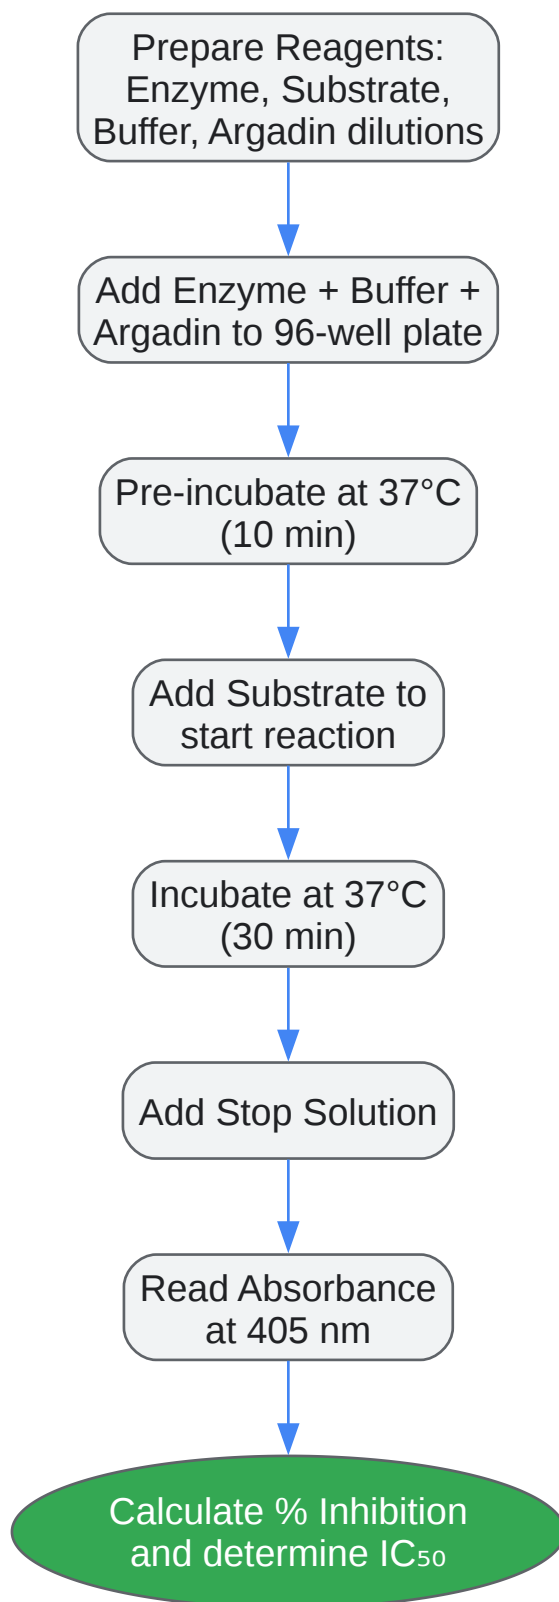 Prepare Reagents:
Enzyme, Substrate,
Buffer, Argadin dilutions
Add Enzyme + Buffer +
Argadin to 96-well plate
Pre-incubate at 37°C
(10 min)
Add Substrate to
start reaction
Incubate at 37°C
(30 min)
Add Stop Solution
Read Absorbance
at 405 nm
Calculate % Inhibition
and determine IC₅₀